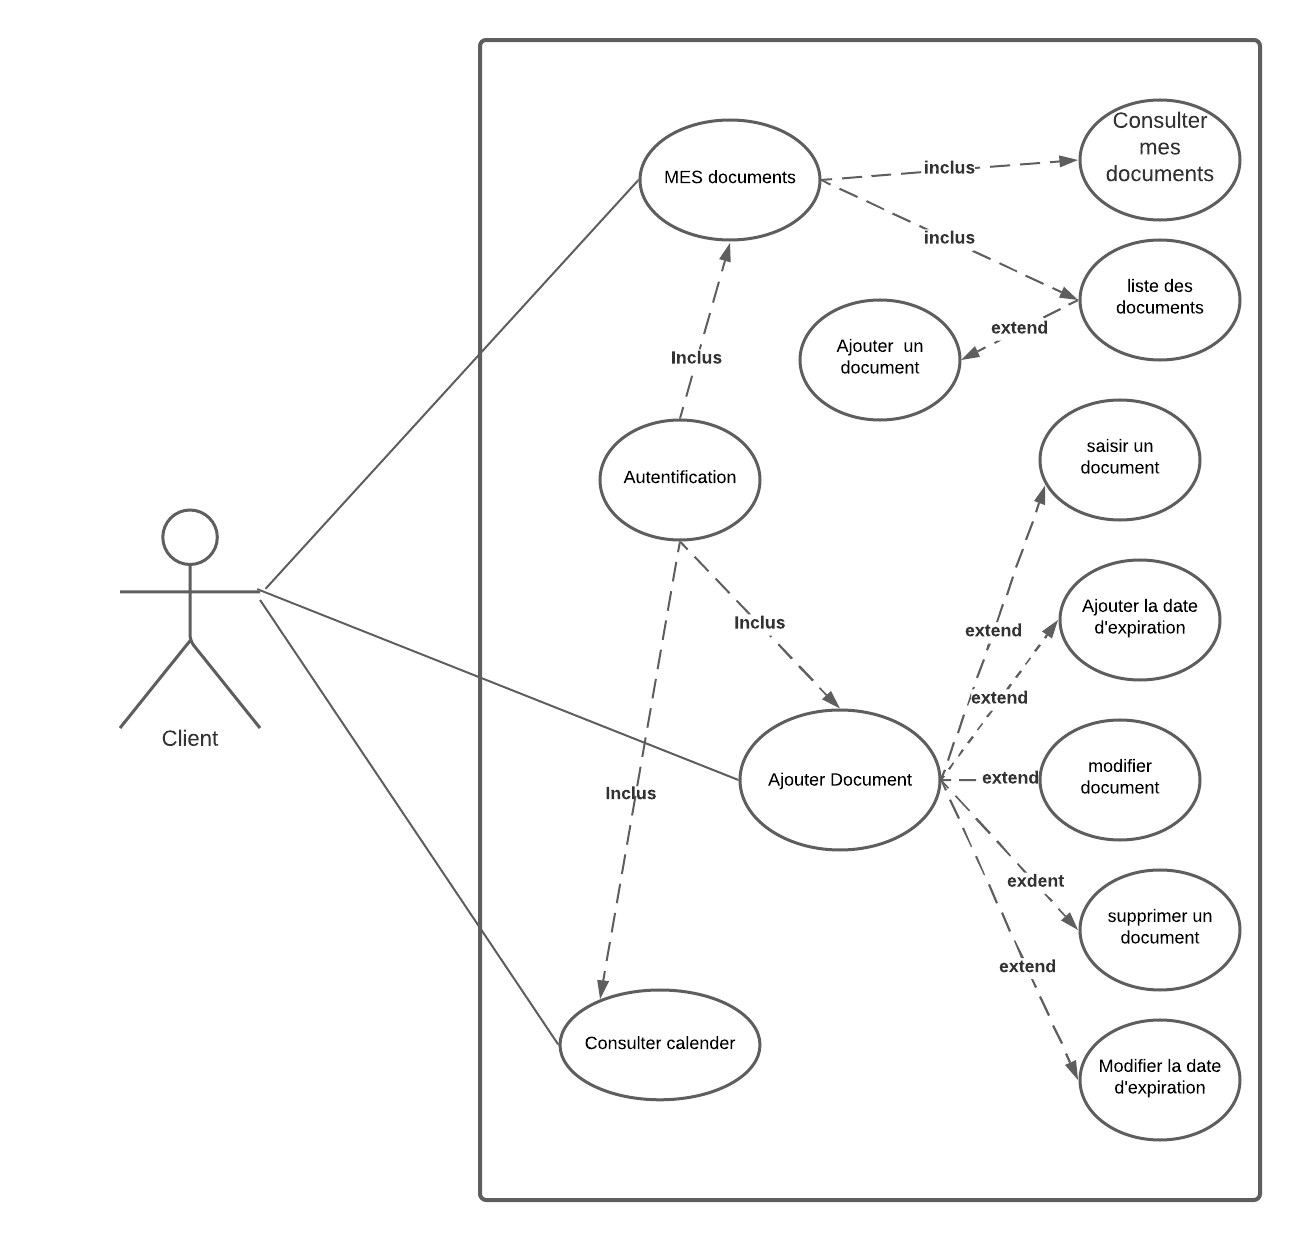 Consulter
mes
documents
MES documents
inclus
inclus
liste des
documents
extend
Ajouter un
document
Inclus
saisir un
document
Autentification
Ajouter la date
d'expiration
Inclus
extend
extend
Client
modifier
document
Ajouter Document
extend
Inclus
exdent
supprimer un
document
extend
Consulter calender
Modifier la date
d'expiration